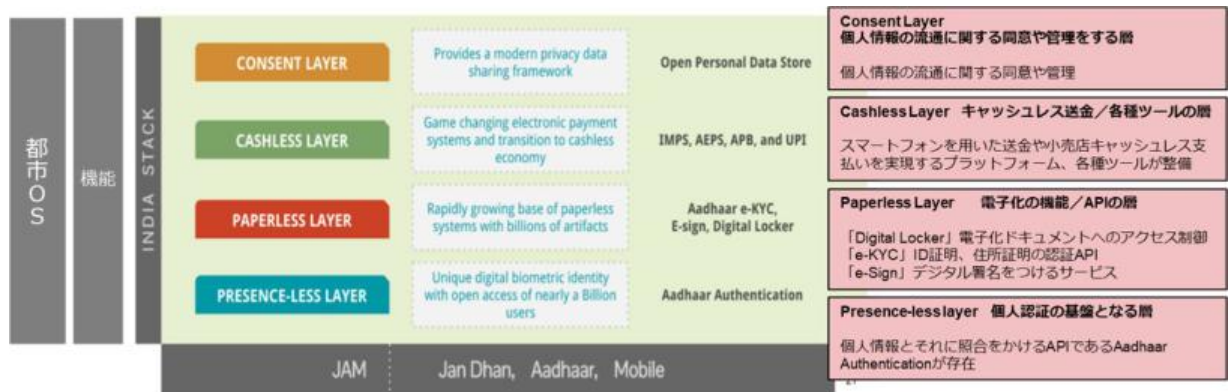 都市OS
機能
INDIA STACK
CONSENT LAYER
Provides a modern privacy data
sharing framework
Open Personal Data Store
CASHLESS LAYER
Game changing electronic payment
systems and transition to cashless
economy
IMPS, AEPS, APB, and UPI
PAPERLESS LAYER
Rapidly growing base of paperless
systems with billions of artifacts
Aadhaar e-KYC,
E-sign, Digital Locker
PRESENCE-LESS LAYER
Unique digital biometric identity
with open access of nearly a Billion
users
Aadhaar Authentication
JAM
Jan Dhan, Aadhaar, Mobile
Consent Layer
個人情報の流通に関する同意や管理をする層
個人情報の流通に関する同意や管理
Cashless Layer キャッシュレス送金／各種ツールの層
スマートフォンを用いた送金や小売店キャッシュレス支
払いを実現するプラットフォーム、各種ツールが整備
Paperless Layer 電子化の機能／APIの層
「Digital Locker」電子化ドキュメントへのアクセス制御
「e-KYC」ID証明、住所証明の認証API
「e-Sign」デジタル署名をつけるサービス
Presence-less layer 個人認証の基盤となる層
個人情報とそれに照合をかけるAPIであるAadhaar
Authenticationが存在